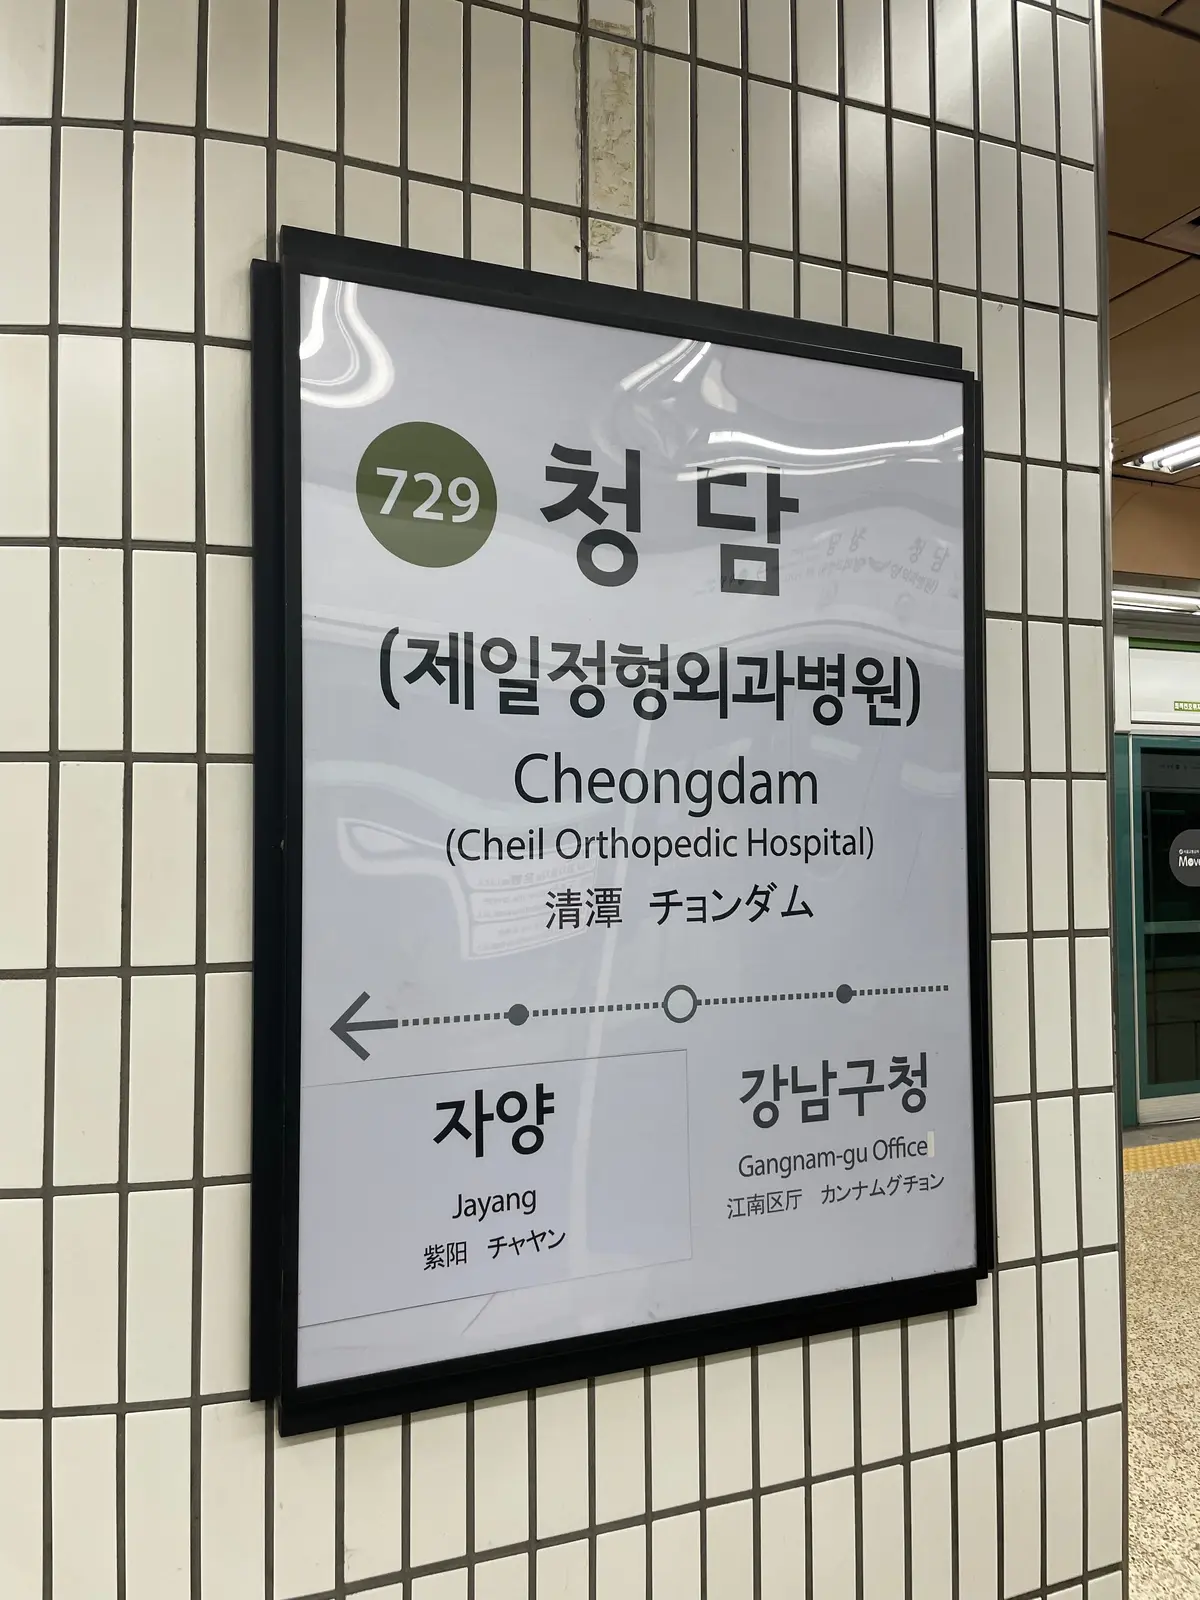 729 청담
(제일정형외과병원)
Cheongdam
(Cheil Orthopedic Hospital)
清潭 チョンダム
자양
Jayang
紫阳 チャヤン
강남구청
Gangnam-gu Office
江南区厅 カンナムグチョン